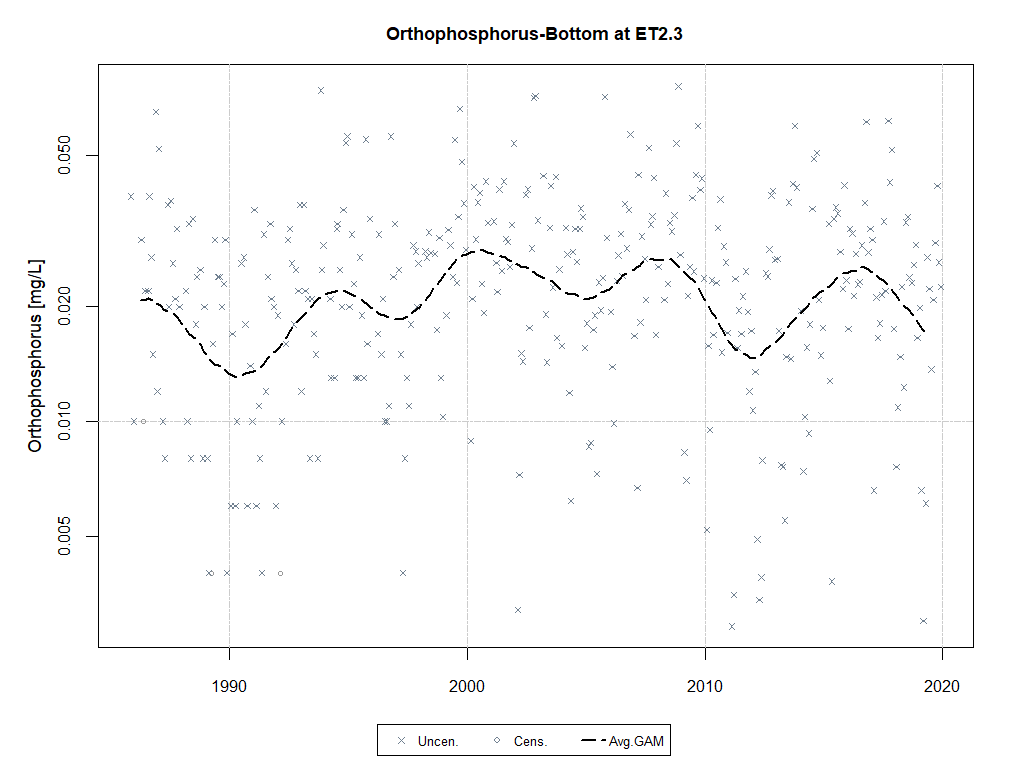 Orthophosphorus-Bottom at ET2.3
Orthophosphorus [mg/L]
0.050
0.020
0.010
0.005
1990
2000
2010
2020
Uncen.
Cens.
Avg.GAM